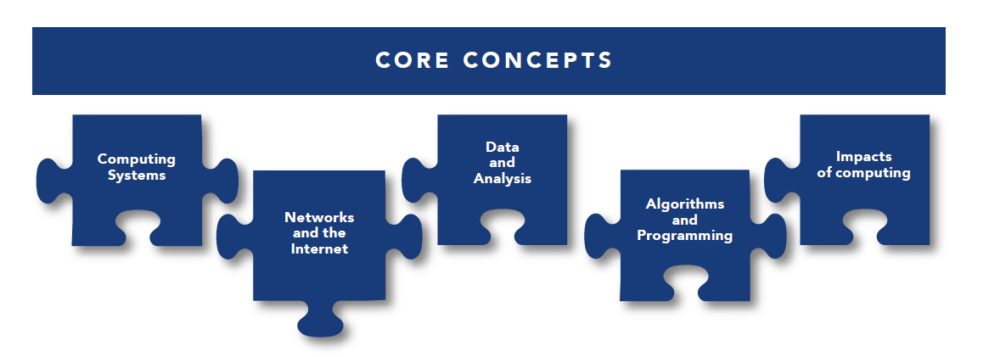 CORE CONCEPTS
Computing
Systems
Networks
and the
Internet
Data
and
Analysis
Algorithms
and
Programming
Impacts
of computing